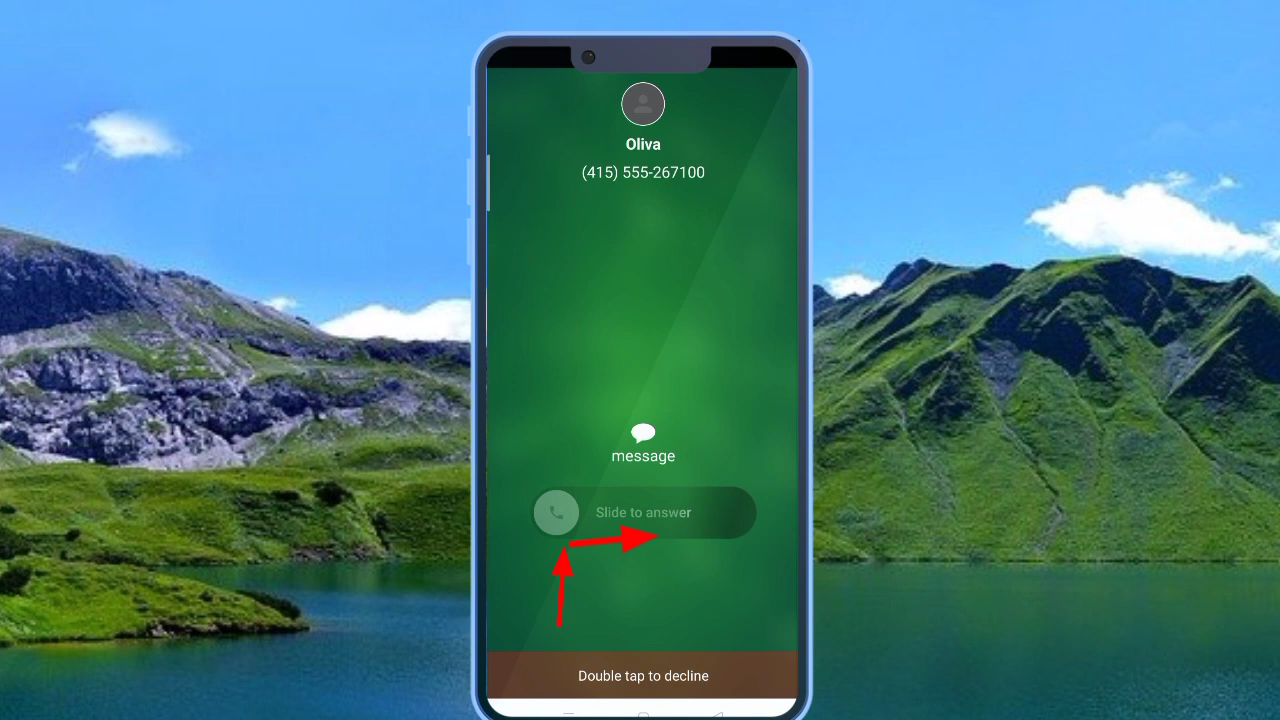 Oliva
(415) 555-267100
message
Slide to answer
Double tap to decline